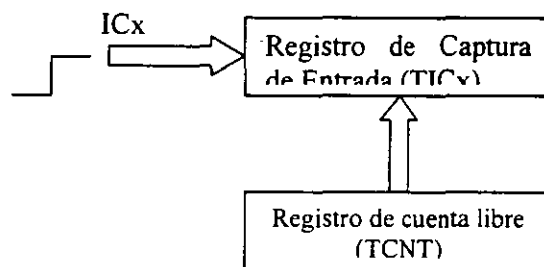 ICx
Registro de Captura
de Entrada (TICx)
Registro de cuenta libre
(TCNT)